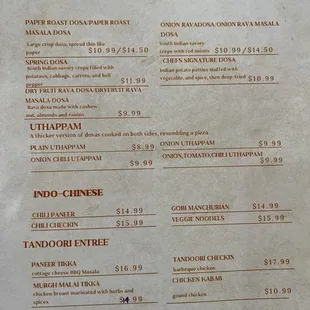 PAPER ROAST DOSA/PAPER ROAST
MASALA DOSA
Large crisp dosa, spread thin like
paper $10.99/$14.50
SPRING DOSA
South Indian savory crepe filled with
potatoes, cabbage, carrots, and bell
pepper $11.99
DRY FRUIT RAVA DOSA/DRYFRUIT RAVA
MASALA DOSA
Rava dosa made with cashew
nut, almonds and raisins $9.99
ONION RAVADOSA/ONION RAVA MASALA
DOSA
South Indian savory
crepe with red onions $10.99/$14.50
CHEFS SIGNATURE DOSA
Indian potato patties stuffed with
vegetable, and spice, then deep-fried $10.99
UTHAPPAM
A thicker version of dosas cooked on both sides, resembling a pizza.
PLAIN UTHAPPAM $8.99
ONION CHILI UTAPPAM $9.99
ONION UTHAPPAM $9.99
ONION,TOMATO,CHILI UTHAPPAM
$9.99
INDO-CHINESE
CHILI PANEER $14.99
CHILI CHECKIN $15.99
GOBI MANCHURIAN $14.99
VEGGIE NOODELS $15.99
TANDOORI ENTREE
PANEER TIKKA
cottage cheese BBQ Masala $16.99
MURGH MALAI TIKKA
chicken breast marinated with herbs and
spices
TANDOORI CHECKIN
barbeque chicken $17.99
CHICKEN KABAB
gound chicken $10.99